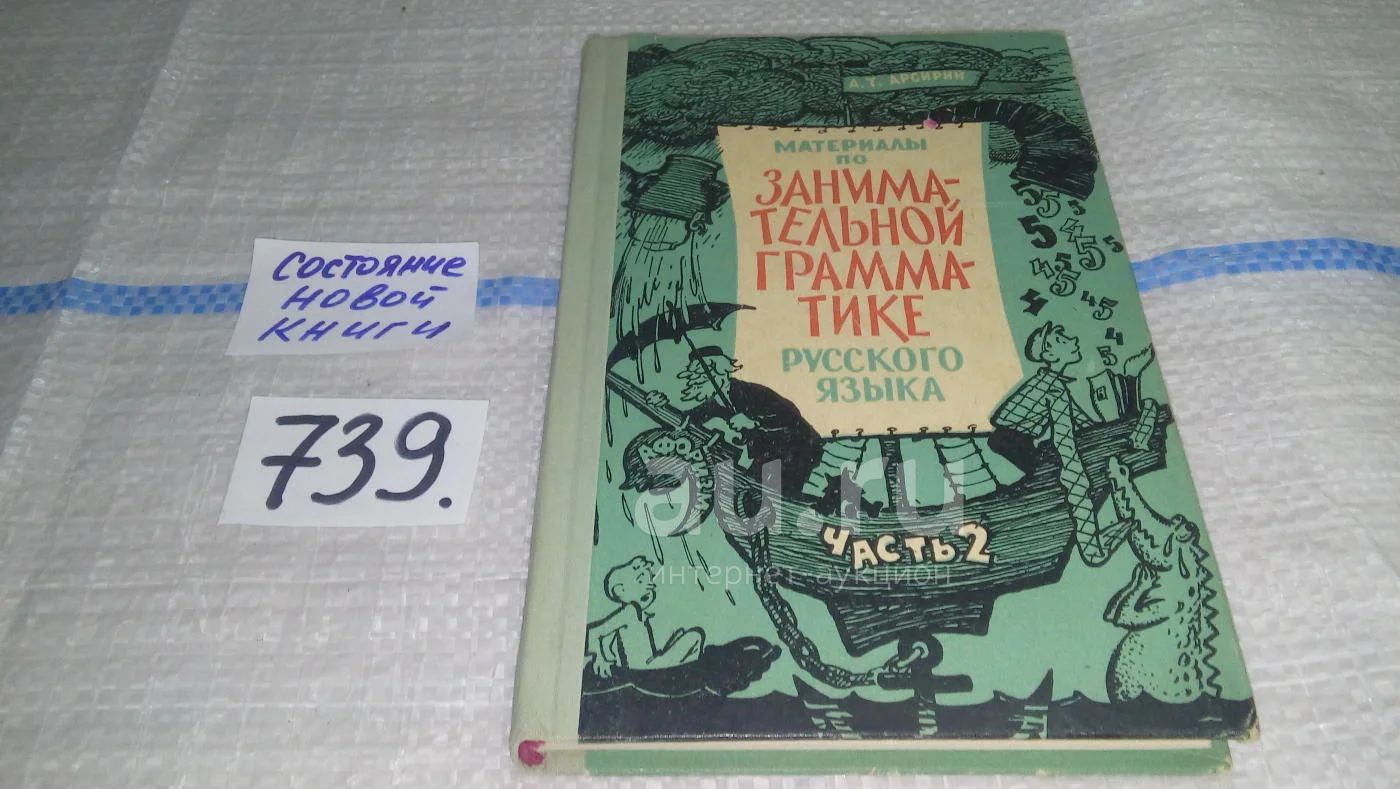 СОСТОЯНИЕ
НОВОЙ
КНИГИ
739.
А.Т. АРСИРИЙ
МАТЕРИАЛЫ
ПО
ЗАНИМА-
ТЕЛЬНОЙ
ГРАММА-
ТИКЕ
РУССКОГО
ЯЗЫКА
ЧАСТЬ 2
au.ru
интернет аукцион